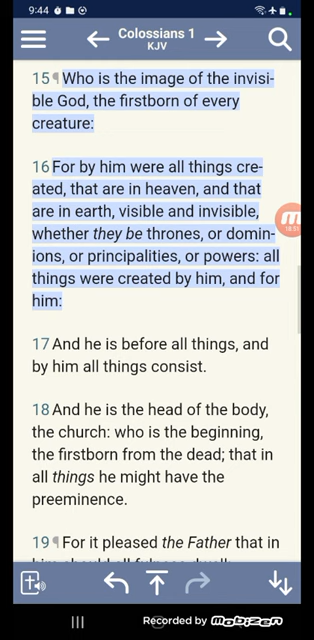 9:44
Colossians 1
KJV
15¶ Who is the image of the invisi-
ble God, the firstborn of every
creature:
16 For by him were all things cre-
ated, that are in heaven, and that
are in earth, visible and invisible,
whether they be thrones, or domin-
ions, or principalities, or powers: all
things were created by him, and for
him:
17 And he is before all things, and
by him all things consist.
18 And he is the head of the body,
the church: who is the beginning,
the firstborn from the dead; that in
all things he might have the
preeminence.
19¶ For it pleased the Father that in
him should all fulness dwell
Recorded by mobizen